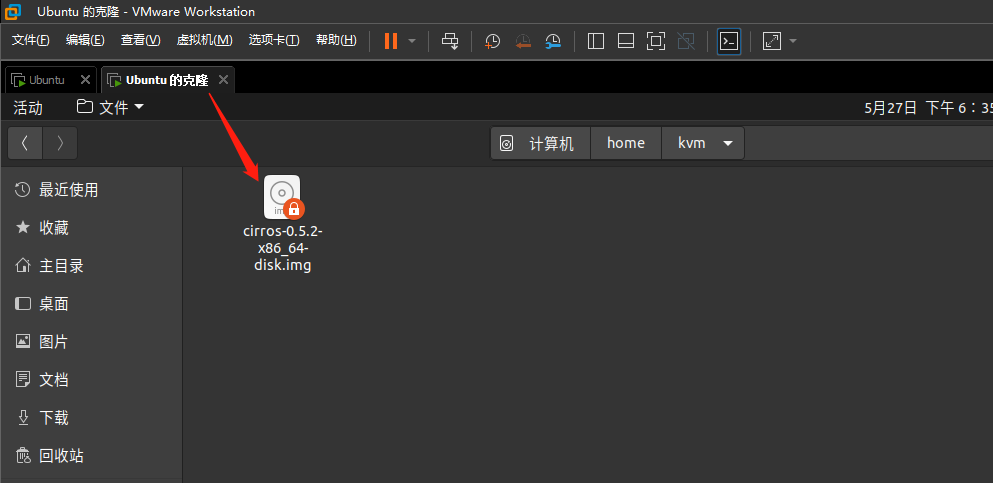 Ubuntu 的克隆 - VMware Workstation
文件(F) 编辑(E) 查看(V) 虚拟机(M) 选项卡(T) 帮助(H)
Ubuntu Ubuntu 的克隆
活动 文件 5月27日 下午 6：35
计算机 home kvm
最近使用
收藏
主目录
桌面
图片
文档
下载
回收站
cirros-0.5.2-
x86_64-
disk.img